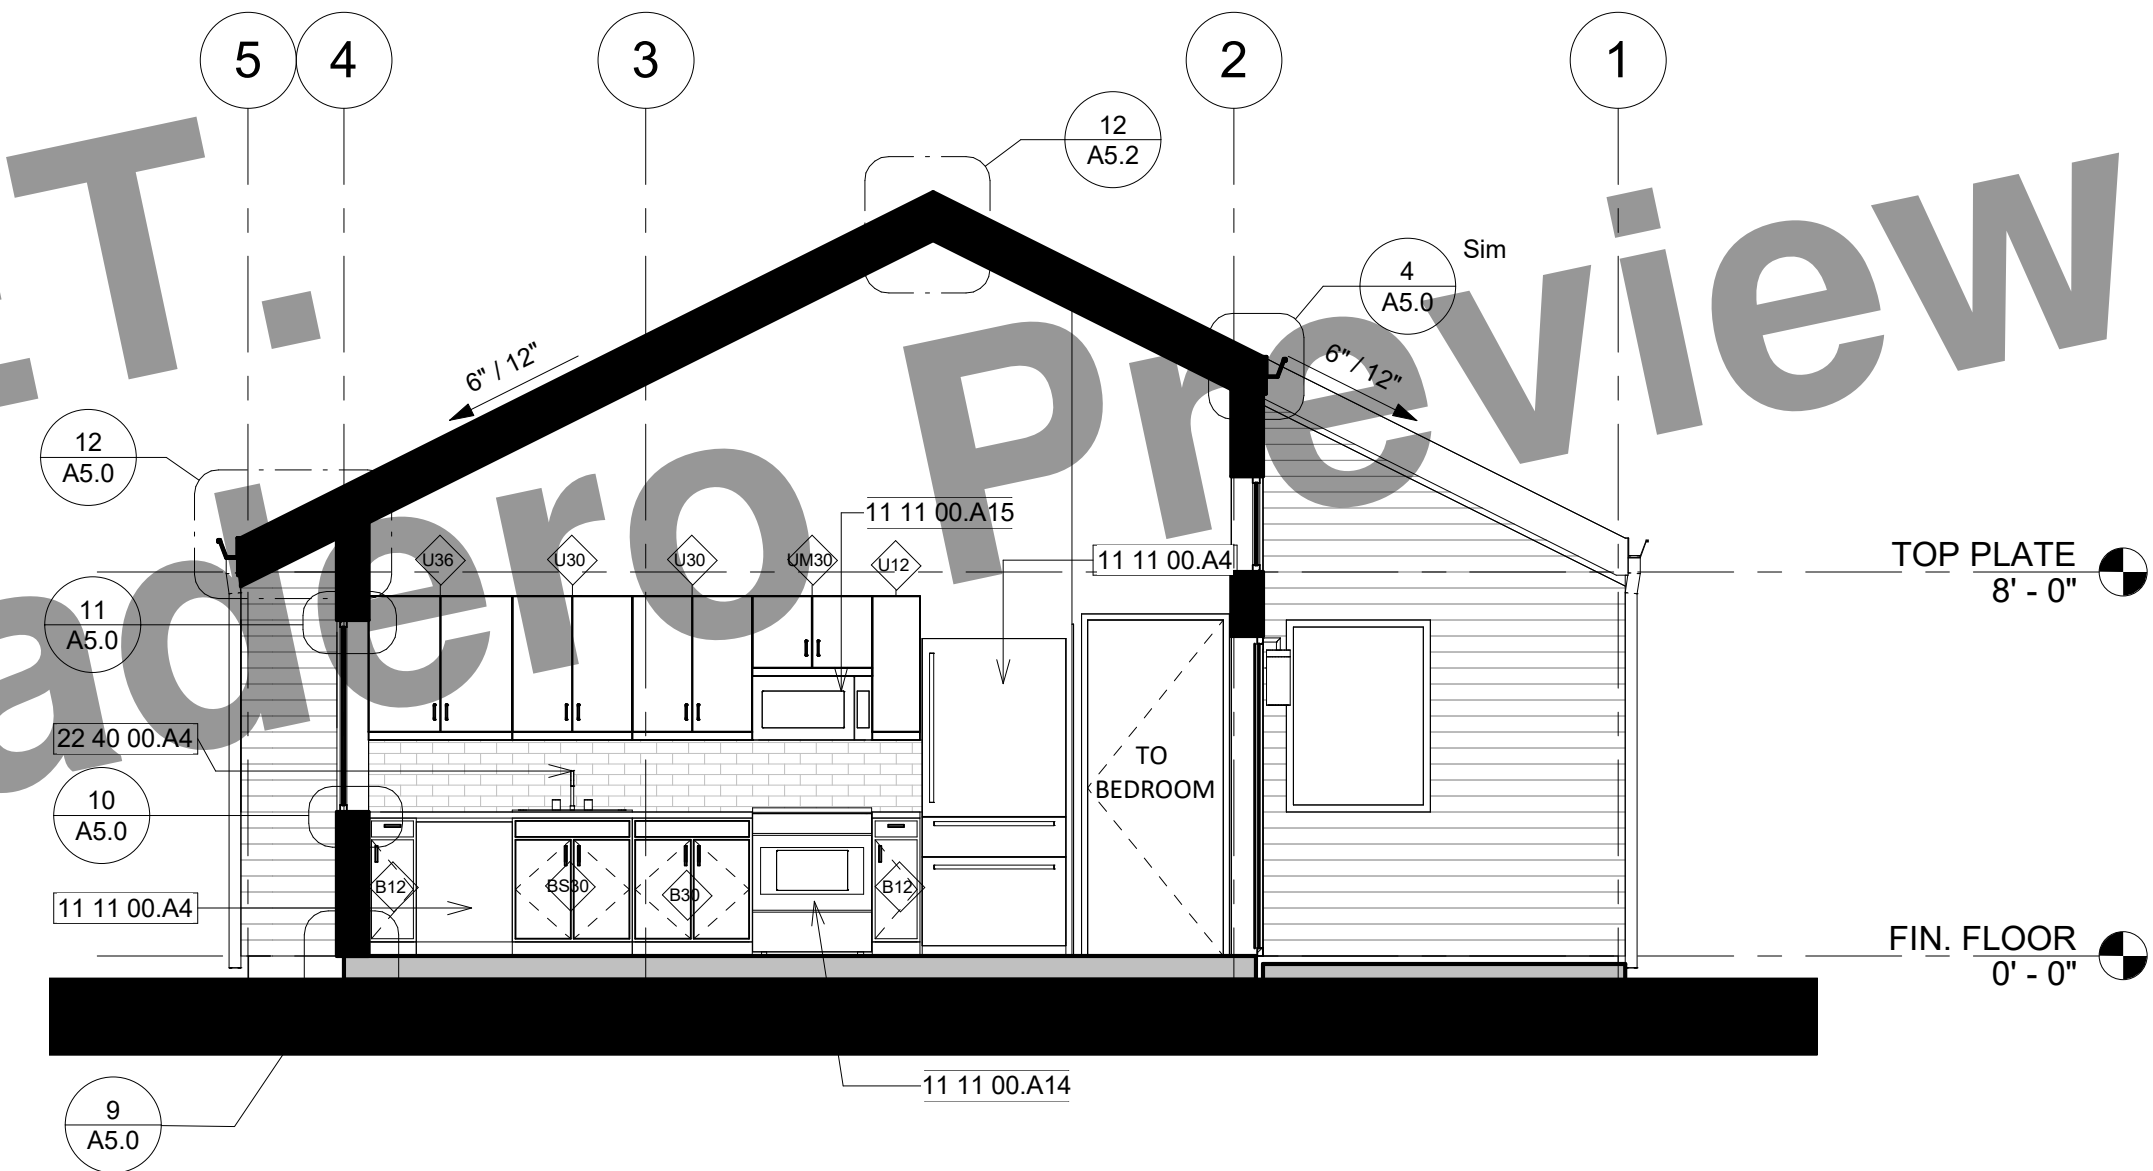 5
4
3
2
1
12
A5.2
4
A5.0
Sim
6" / 12"
6" / 12"
12
A5.0
11 11 00.A15
U36
U30
U30
UM30
U12
11 11 00.A4
TOP PLATE
8' - 0"
11
A5.0
22 40 00.A4
TO
BEDROOM
10
A5.0
B12
BS30
B30
B12
11 11 00.A4
FIN. FLOOR
0' - 0"
11 11 00.A14
9
A5.0
Preview